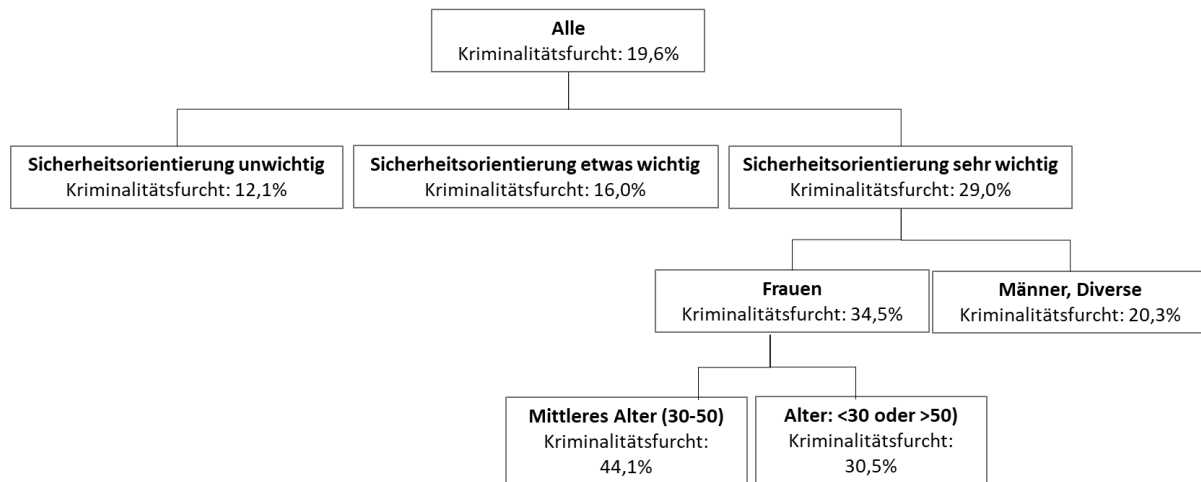 Alle
Kriminalitätsfurcht: 19,6%
Sicherheitsorientierung unwichtig
Kriminalitätsfurcht: 12,1%
Sicherheitsorientierung etwas wichtig
Kriminalitätsfurcht: 16,0%
Sicherheitsorientierung sehr wichtig
Kriminalitätsfurcht: 29,0%
Frauen
Kriminalitätsfurcht: 34,5%
Männer, Diverse
Kriminalitätsfurcht: 20,3%
Mittleres Alter (30-50)
Kriminalitätsfurcht:
44,1%
Alter: <30 oder >50)
Kriminalitätsfurcht:
30,5%